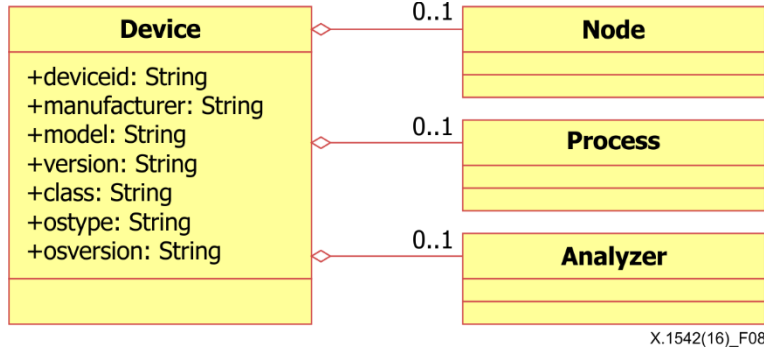 Device
+deviceid: String
+manufacturer: String
+model: String
+version: String
+class: String
+ostype: String
+osversion: String
0..1
Node
0..1
Process
0..1
Analyzer
X.1542(16)_F08